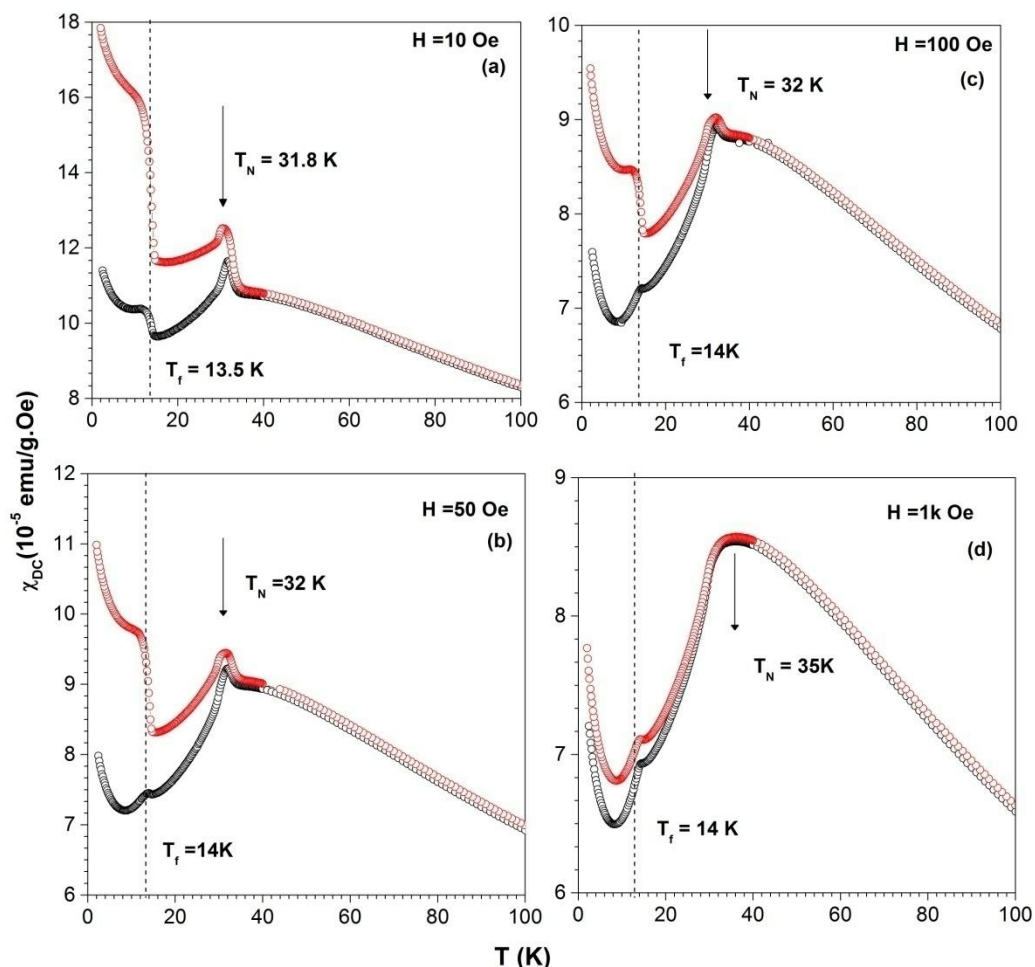 18
16
14
12
10
8
0
20
40
60
80
100
H =10 Oe
(a)
T_N = 31.8 K
T_f = 13.5 K
10
9
8
7
6
0
20
40
60
80
100
H =100 Oe
(c)
T_N = 32 K
T_f =14K
χ_DC(10^-5 emu/g.Oe)
12
11
10
9
8
7
6
0
20
40
60
80
100
H =50 Oe
(b)
T_N =32 K
T_f =14K
9
8
7
6
0
20
40
60
80
100
H =1k Oe
(d)
T_N = 35K
T_f = 14 K
T (K)